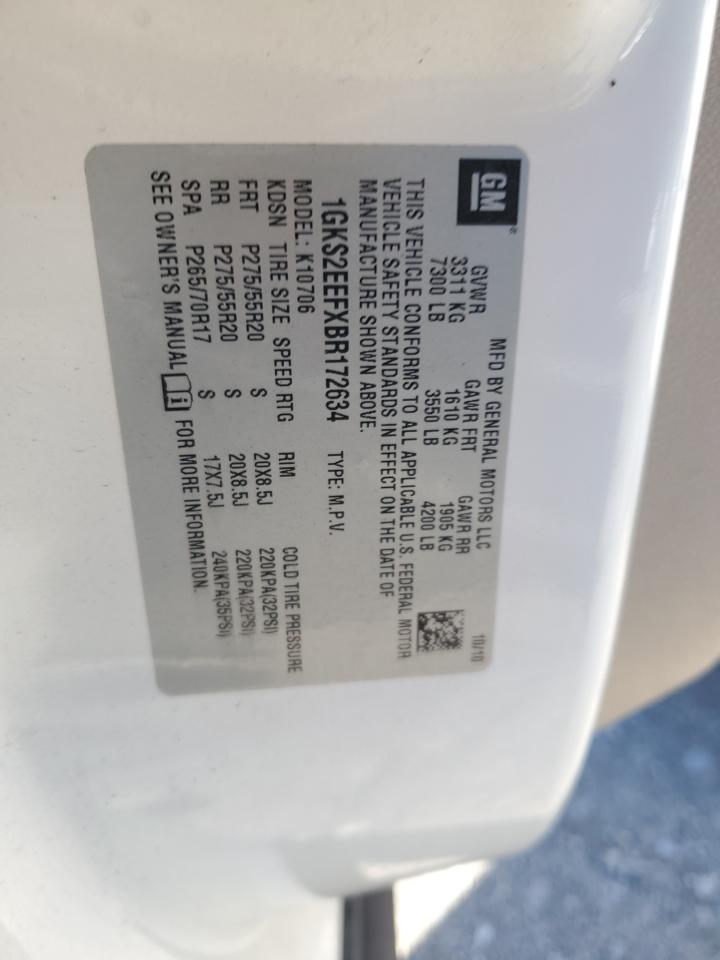 GM®
MFD BY GENERAL MOTORS LLC 10/10
GVWR GAWR FRT GAWR RR
3311 KG 1610 KG 1905 KG
7300 LB 3550 LB 4200 LB
THIS VEHICLE CONFORMS TO ALL APPLICABLE U.S. FEDERAL MOTOR
VEHICLE SAFETY STANDARDS IN EFFECT ON THE DATE OF
MANUFACTURE SHOWN ABOVE.
1GKS2EEFXBR172634 TYPE: M.P.V.
MODEL: K10706
KDSN TIRE SIZE SPEED RTG RIM COLD TIRE PRESSURE
FRT P275/55R20 S 20X8.5J 220KPA(32PSI)
RR P275/55R20 S 20X8.5J 220KPA(32PSI)
SPA P265/70R17 S 17X7.5J 240KPA(35PSI)
SEE OWNER'S MANUAL FOR MORE INFORMATION.